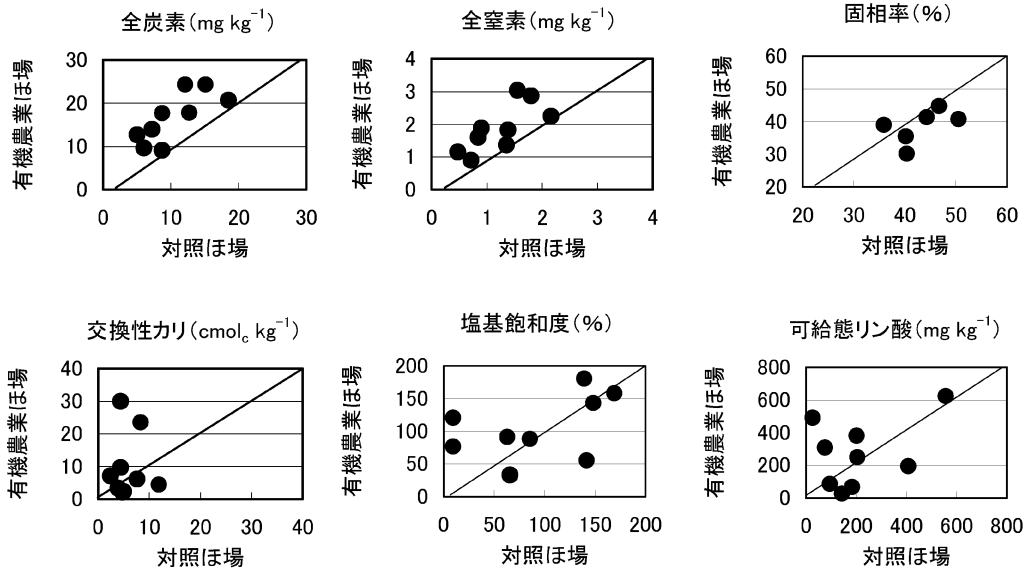 全炭素(mg kg⁻¹)
有機農業ほ場
30
20
10
0
0 10 20 30
対照ほ場
全窒素(mg kg⁻¹)
有機農業ほ場
4
3
2
1
0
0 1 2 3 4
対照ほ場
固相率(%)
有機農業ほ場
60
50
40
30
20
20 30 40 50 60
対照ほ場
交換性カリ(cmol꜀ kg⁻¹)
有機農業ほ場
40
30
20
10
0
0 10 20 30 40
対照ほ場
塩基飽和度(%)
有機農業ほ場
200
150
100
50
0
0 50 100 150 200
対照ほ場
可給態リン酸(mg kg⁻¹)
有機農業ほ場
800
600
400
200
0
0 200 400 600 800
対照ほ場